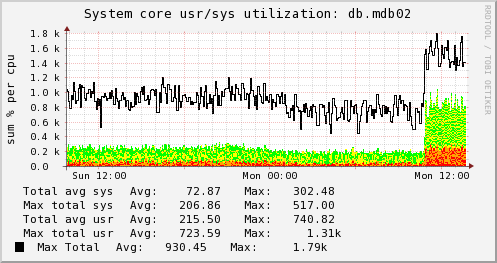 System core usr/sys utilization: db.mdb02
RRDTOOL / TOBI OETIKER
sum % per cpu
1.8 k
1.6 k
1.4 k
1.2 k
1.0 k
0.8 k
0.6 k
0.4 k
0.2 k
0.0
Sun 12:00 Mon 00:00 Mon 12:00
Total avg sys Avg: 72.87 Max: 302.48
Max total sys Avg: 206.86 Max: 517.00
Total avg usr Avg: 215.50 Max: 740.82
Max total usr Avg: 723.59 Max: 1.31k
Max Total Avg: 930.45 Max: 1.79k